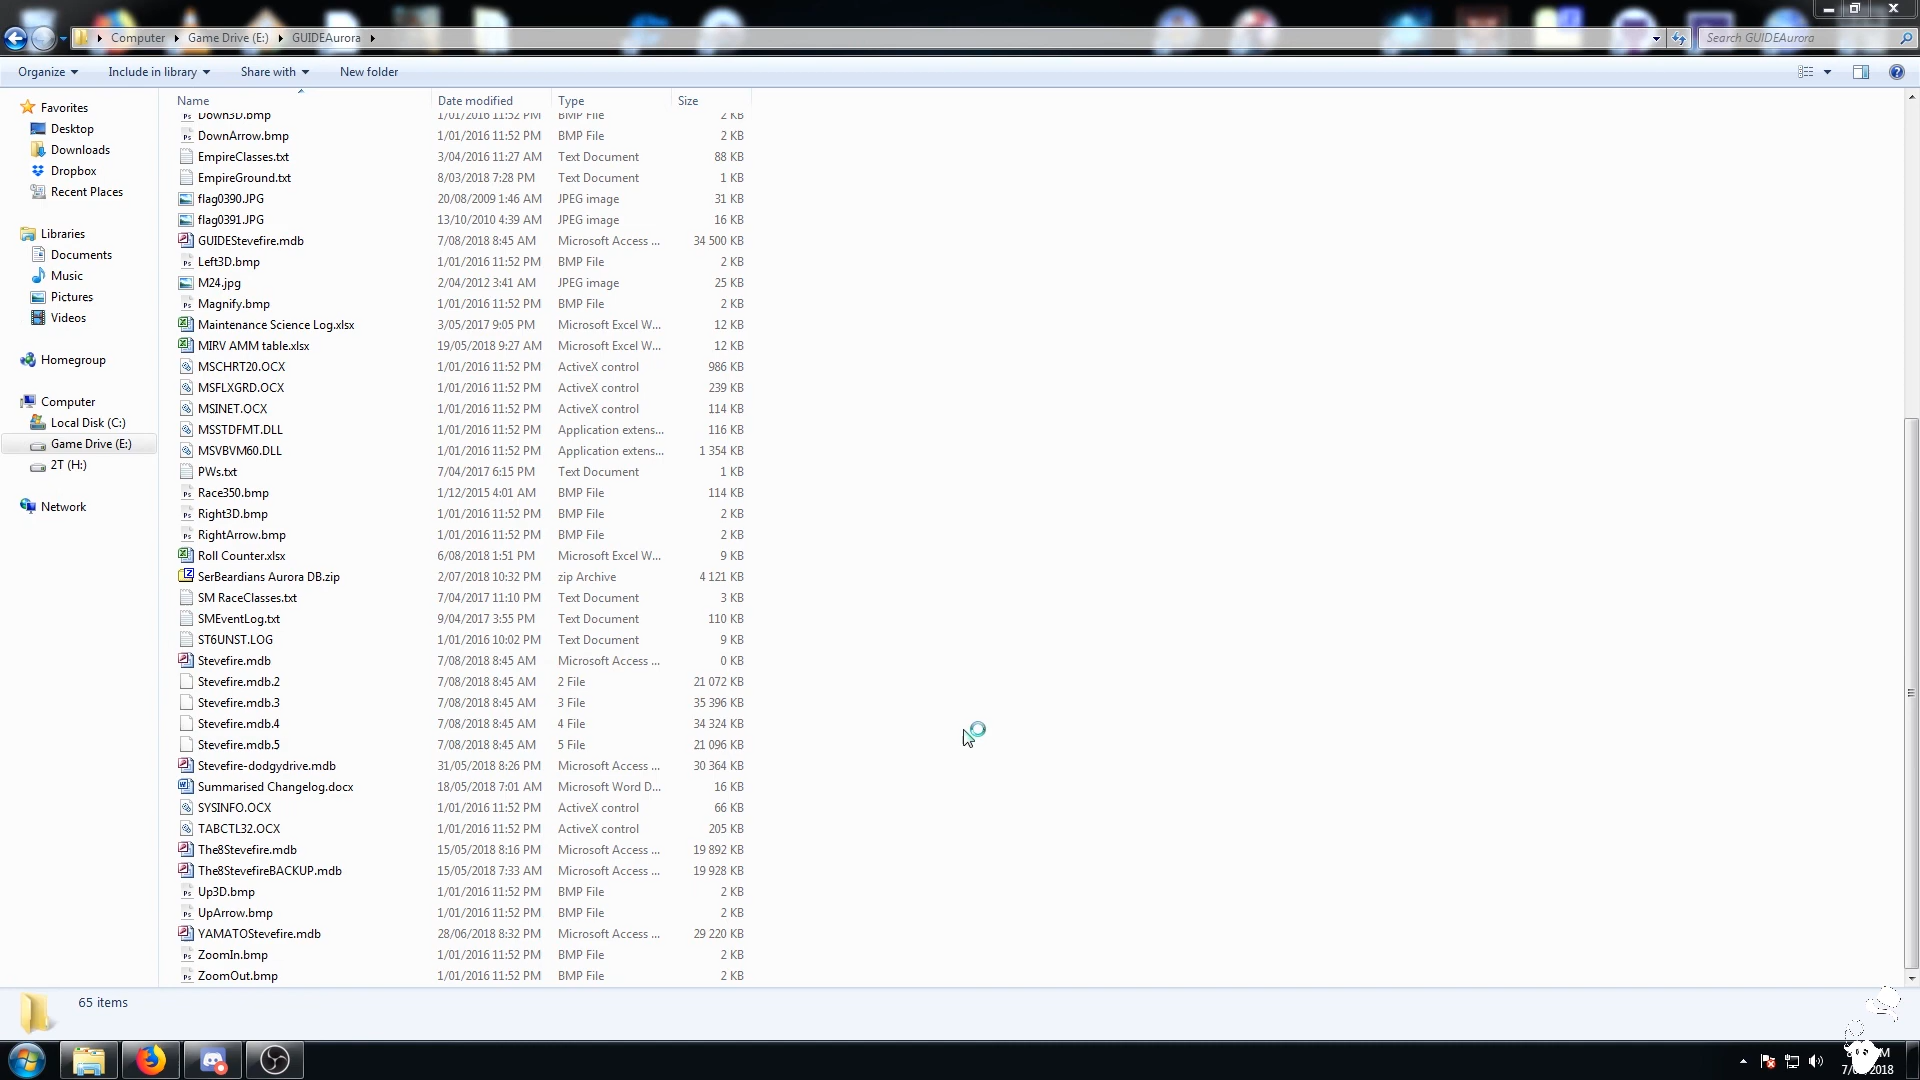 Computer Game Drive (E:) GUIDEAurora Search GUIDEAurora
Organize Include in library Share with New folder
Name Date modified Type Size
Favorites
Desktop
Downloads
Dropbox
Recent Places
Libraries
Documents
Music
Pictures
Videos
Homegroup
Computer
Local Disk (C:)
Game Drive (E:)
2T (H:)
Network
Down3D.bmp 1/01/2016 11:52 PM BMP File 2 KB
DownArrow.bmp 1/01/2016 11:52 PM BMP File 2 KB
EmpireClasses.txt 3/04/2016 11:27 AM Text Document 88 KB
EmpireGround.txt 8/03/2018 7:28 PM Text Document 1 KB
flag0390.JPG 20/08/2009 1:46 AM JPEG image 31 KB
flag0391.JPG 13/10/2010 4:39 AM JPEG image 16 KB
GUIDEStevefire.mdb 7/08/2018 8:45 AM Microsoft Access ... 34 500 KB
Left3D.bmp 1/01/2016 11:52 PM BMP File 2 KB
M24.jpg 2/04/2012 3:41 AM JPEG image 25 KB
Magnify.bmp 1/01/2016 11:52 PM BMP File 2 KB
Maintenance Science Log.xlsx 3/05/2017 9:05 PM Microsoft Excel W... 12 KB
MIRV AMM table.xlsx 19/05/2018 9:27 AM Microsoft Excel W... 12 KB
MSCHRT20.OCX 1/01/2016 11:52 PM ActiveX control 986 KB
MSFLXGRD.OCX 1/01/2016 11:52 PM ActiveX control 239 KB
MSINET.OCX 1/01/2016 11:52 PM ActiveX control 114 KB
MSSTDFMT.DLL 1/01/2016 11:52 PM Application extens... 116 KB
MSVBVM60.DLL 1/01/2016 11:52 PM Application extens... 1 354 KB
PWs.txt 7/04/2017 6:15 PM Text Document 1 KB
Race350.bmp 1/12/2015 4:01 AM BMP File 114 KB
Right3D.bmp 1/01/2016 11:52 PM BMP File 2 KB
RightArrow.bmp 1/01/2016 11:52 PM BMP File 2 KB
Roll Counter.xlsx 6/08/2018 1:51 PM Microsoft Excel W... 9 KB
SerBeardians Aurora DB.zip 2/07/2018 10:32 PM zip Archive 4 121 KB
SM RaceClasses.txt 7/04/2017 11:10 PM Text Document 3 KB
SMEventLog.txt 9/04/2017 3:55 PM Text Document 110 KB
ST6UNST.LOG 1/01/2016 10:02 PM Text Document 9 KB
Stevefire.mdb 7/08/2018 8:45 AM Microsoft Access ... 0 KB
Stevefire.mdb.2 7/08/2018 8:45 AM 2 File 21 072 KB
Stevefire.mdb.3 7/08/2018 8:45 AM 3 File 35 396 KB
Stevefire.mdb.4 7/08/2018 8:45 AM 4 File 34 324 KB
Stevefire.mdb.5 7/08/2018 8:45 AM 5 File 21 096 KB
Stevefire-dodgydrive.mdb 31/05/2018 8:26 PM Microsoft Access ... 30 364 KB
Summarised Changelog.docx 18/05/2018 7:01 AM Microsoft Word D... 16 KB
SYSINFO.OCX 1/01/2016 11:52 PM ActiveX control 66 KB
TABCTL32.OCX 1/01/2016 11:52 PM ActiveX control 205 KB
The8Stevefire.mdb 15/05/2018 8:16 PM Microsoft Access ... 19 892 KB
The8StevefireBACKUP.mdb 15/05/2018 7:33 AM Microsoft Access ... 19 928 KB
Up3D.bmp 1/01/2016 11:52 PM BMP File 2 KB
UpArrow.bmp 1/01/2016 11:52 PM BMP File 2 KB
YAMATOStevefire.mdb 28/06/2018 8:32 PM Microsoft Access ... 29 220 KB
ZoomIn.bmp 1/01/2016 11:52 PM BMP File 2 KB
ZoomOut.bmp 1/01/2016 11:52 PM BMP File 2 KB
65 items